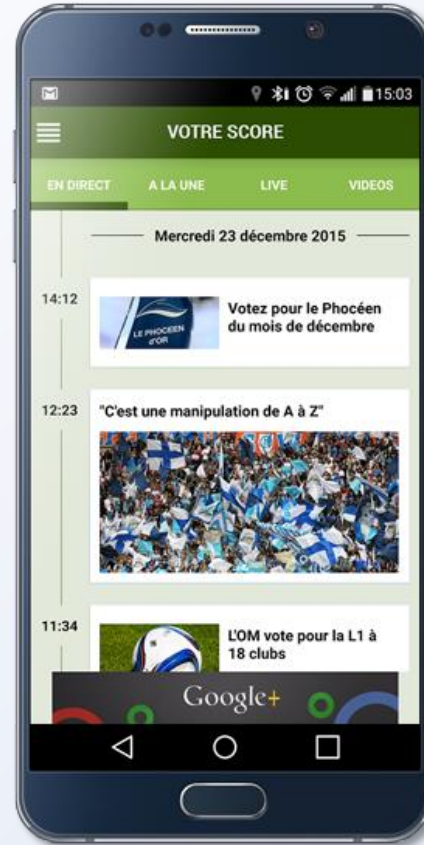 15:03
VOTRE SCORE
EN DIRECT
A LA UNE
LIVE
VIDEOS
Mercredi 23 décembre 2015
14:12
LE PHOCEEN
d'OR
Votez pour le Phocéen
du mois de décembre
12:23
"C'est une manipulation de A à Z"
11:34
L'OM vote pour la L1 à
18 clubs
Google+